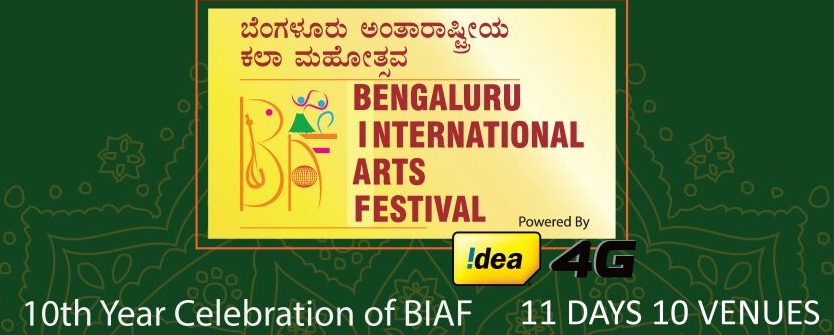 ಬೆಂಗಳೂರು ಅಂತಾರಾಷ್ಟ್ರೀಯ
ಕಲಾ ಮಹೋತ್ಸವ
BENGALURU
INTERNATIONAL
ARTS
FESTIVAL
Powered By
!dea 4G
10th Year Celebration of BIAF 11 DAYS 10 VENUES